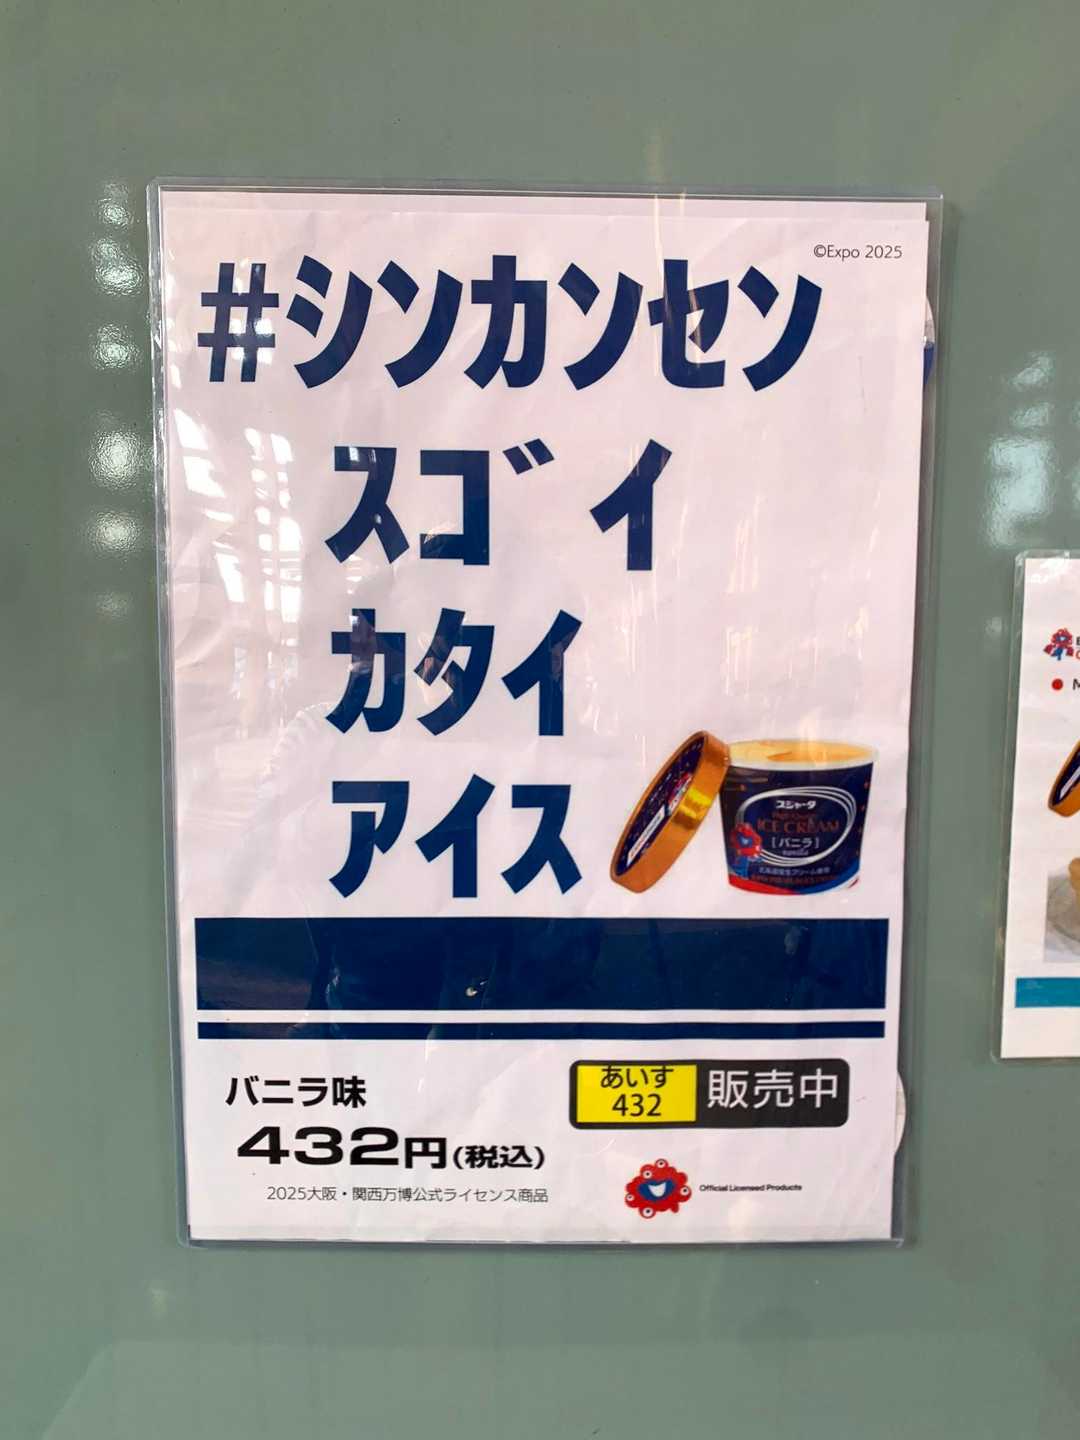 ©Expo 2025
#シンカンセン
スゴイ
カタイ
アイス
スジャータ
High Quality
ICE CREAM
[バニラ]
vanilla
バニラ味
432円(税込)
2025大阪・関西万博公式ライセンス商品
あいす
432
販売中
Official Licensed Products